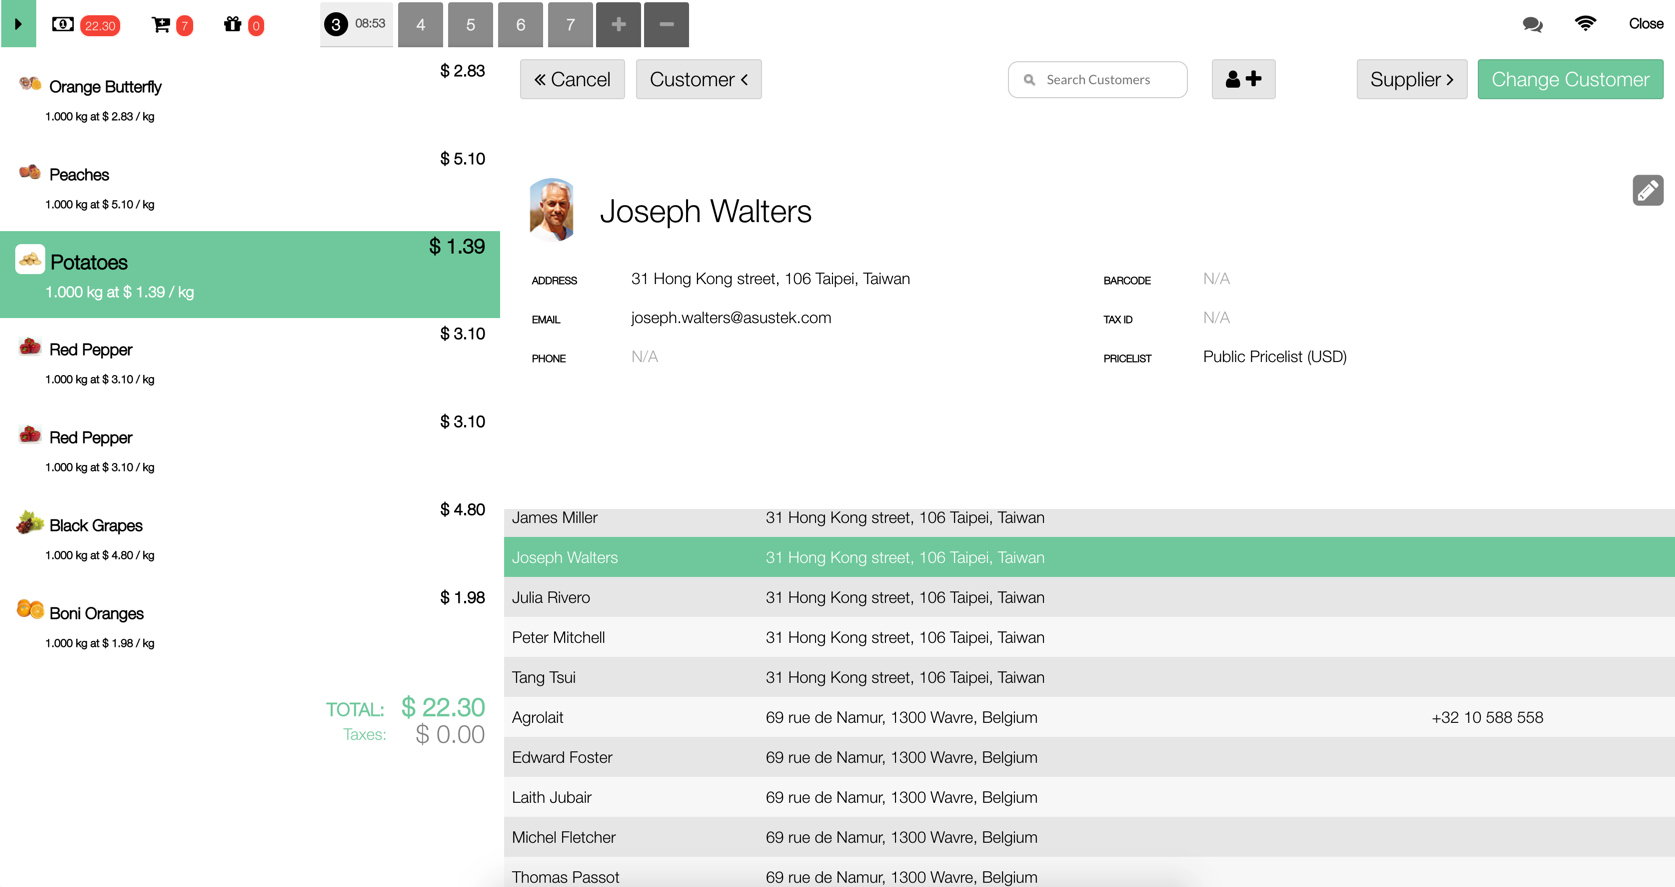 22.30
7
0
3 08:53
4
5
6
7
+
−
Close
Orange Butterfly
$ 2.83
1.000 kg at $ 2.83 / kg
Peaches
$ 5.10
1.000 kg at $ 5.10 / kg
Potatoes
$ 1.39
1.000 kg at $ 1.39 / kg
Red Pepper
$ 3.10
1.000 kg at $ 3.10 / kg
Red Pepper
$ 3.10
1.000 kg at $ 3.10 / kg
Black Grapes
$ 4.80
1.000 kg at $ 4.80 / kg
Boni Oranges
$ 1.98
1.000 kg at $ 1.98 / kg
TOTAL: $ 22.30
Taxes: $ 0.00
« Cancel
Customer <
Search Customers
Supplier >
Change Customer
Joseph Walters
ADDRESS 31 Hong Kong street, 106 Taipei, Taiwan
EMAIL joseph.walters@asustek.com
PHONE N/A
BARCODE N/A
TAX ID N/A
PRICELIST Public Pricelist (USD)
James Miller 31 Hong Kong street, 106 Taipei, Taiwan
Joseph Walters 31 Hong Kong street, 106 Taipei, Taiwan
Julia Rivero 31 Hong Kong street, 106 Taipei, Taiwan
Peter Mitchell 31 Hong Kong street, 106 Taipei, Taiwan
Tang Tsui 31 Hong Kong street, 106 Taipei, Taiwan
Agrolait 69 rue de Namur, 1300 Wavre, Belgium +32 10 588 558
Edward Foster 69 rue de Namur, 1300 Wavre, Belgium
Laith Jubair 69 rue de Namur, 1300 Wavre, Belgium
Michel Fletcher 69 rue de Namur, 1300 Wavre, Belgium
Thomas Passot 69 rue de Namur, 1300 Wavre, Belgium